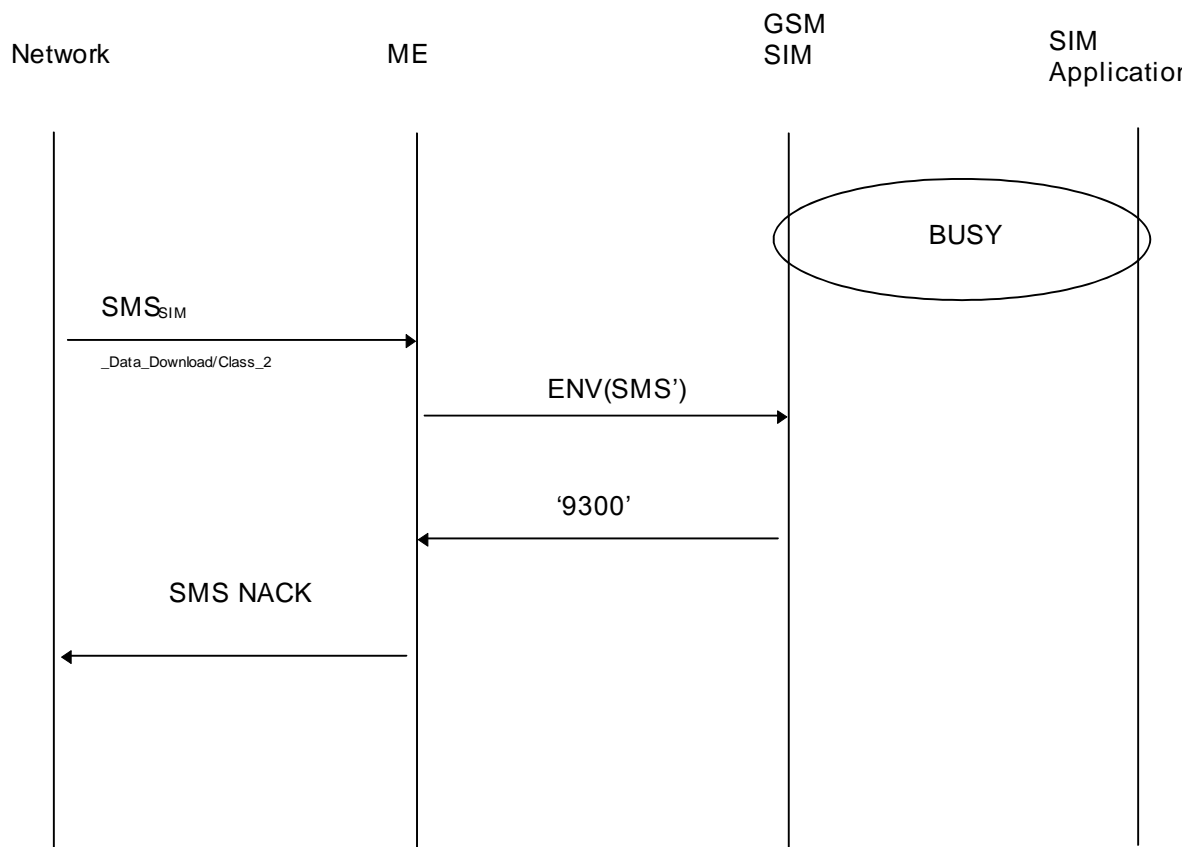 Network
ME
GSM
SIM
SIM
Application
BUSY
SMSSIM
_Data_Download/Class_2
ENV(SMS’)
‘9300’
SMS NACK